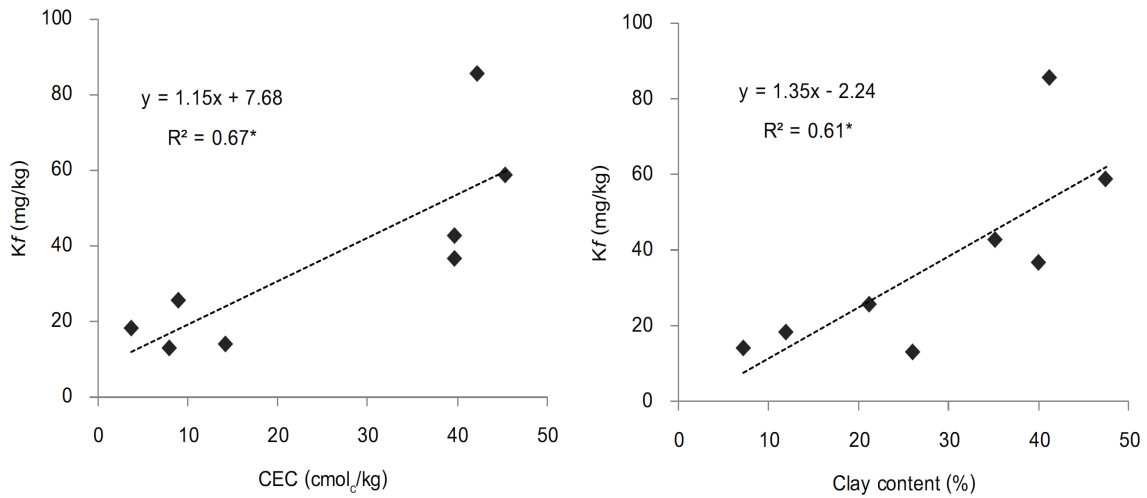 100
80
60
40
20
0
0 10 20 30 40 50
Kf (mg/kg)
CEC (cmolc/kg)
y = 1.15x + 7.68
R² = 0.67*
100
80
60
40
20
0
0 10 20 30 40 50
Kf (mg/kg)
Clay content (%)
y = 1.35x - 2.24
R² = 0.61*